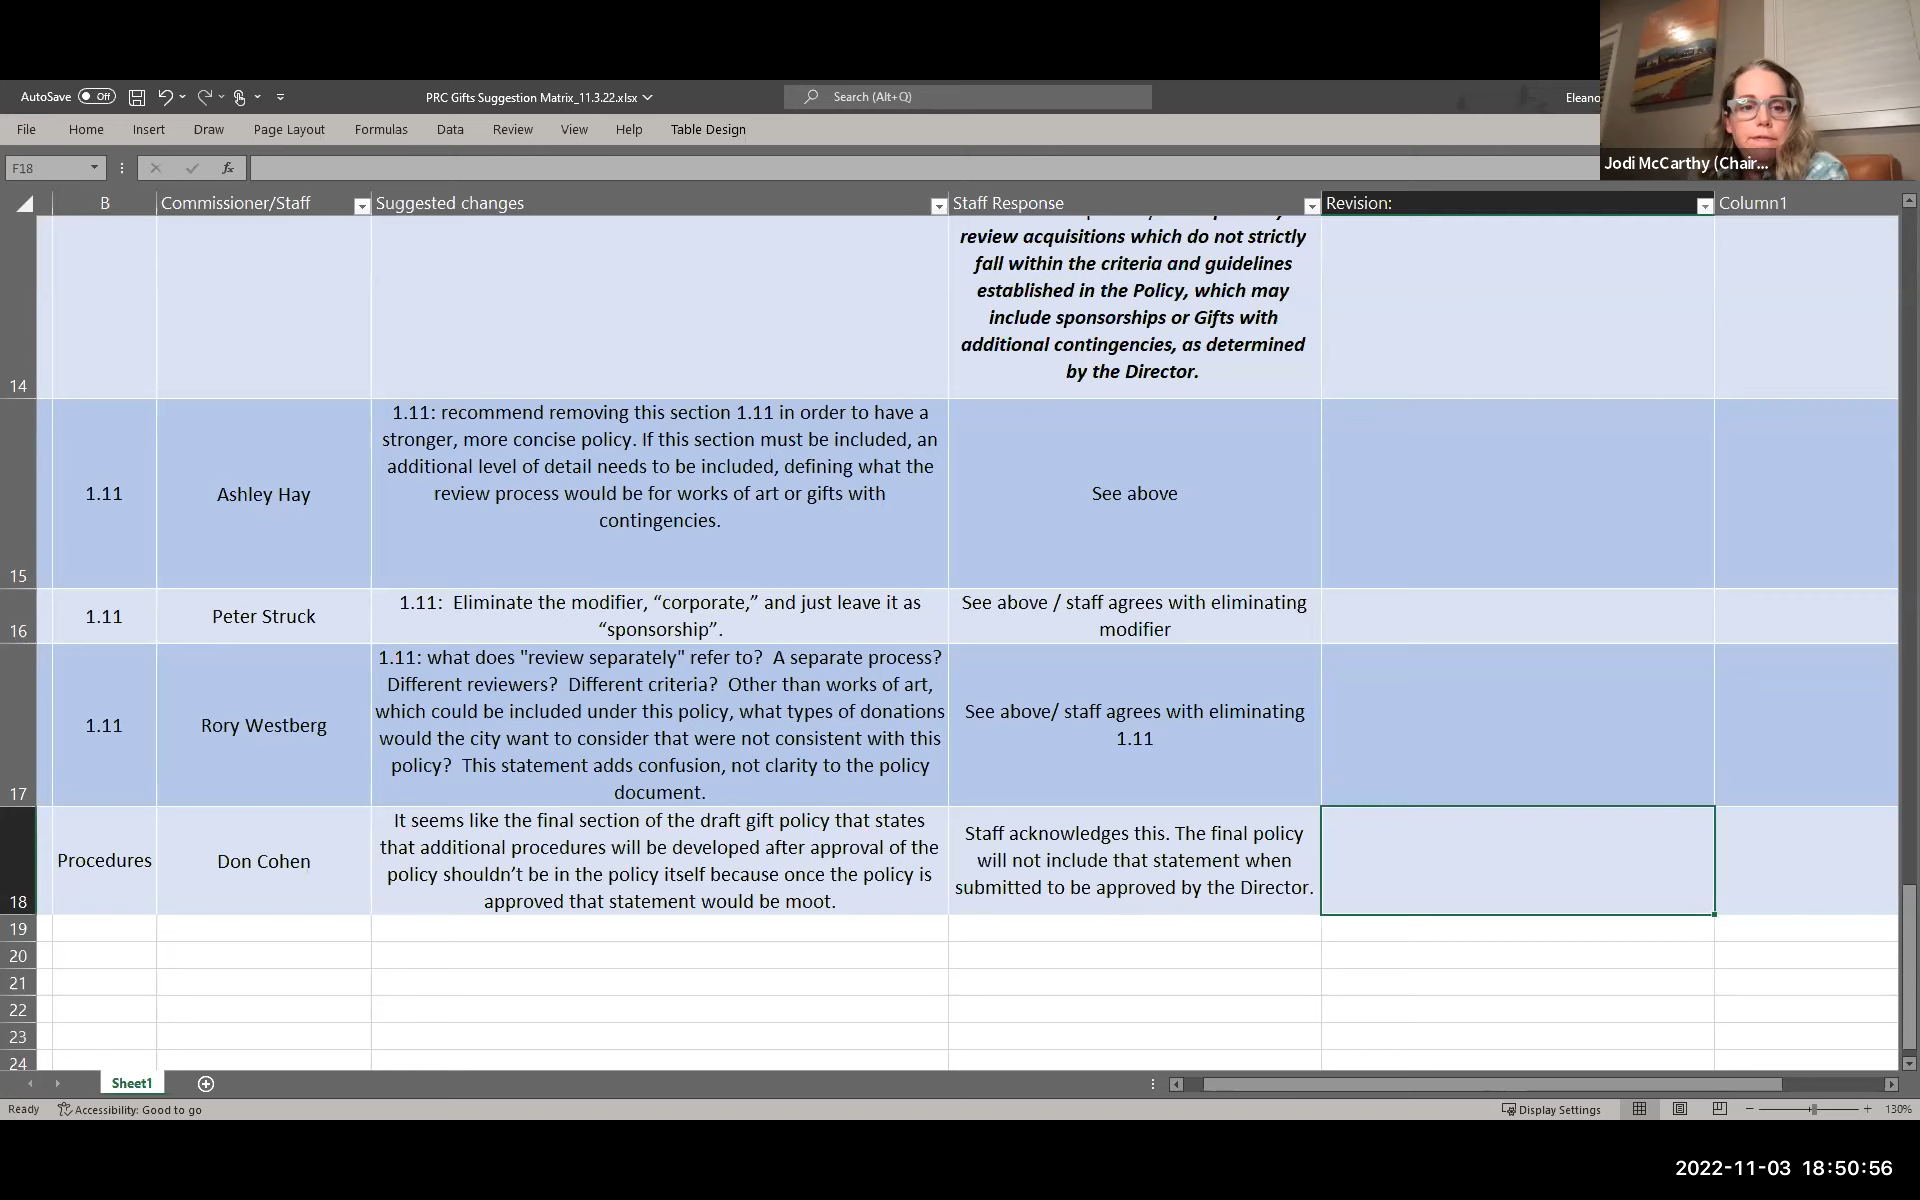 AutoSave Off
PRC Gifts Suggestion Matrix_11.3.22.xlsx
Search (Alt+Q)
Eleano
File Home Insert Draw Page Layout Formulas Data Review View Help Table Design
Jodi McCarthy (Chair...
F18
fx
B Commissioner/Staff Suggested changes Staff Response Revision: Column1
review acquisitions which do not strictly
fall within the criteria and guidelines
established in the Policy, which may
include sponsorships or Gifts with
additional contingencies, as determined
by the Director.
14
1.11
Ashley Hay
1.11: recommend removing this section 1.11 in order to have a
stronger, more concise policy. If this section must be included, an
additional level of detail needs to be included, defining what the
review process would be for works of art or gifts with
contingencies.
See above
15
1.11
Peter Struck
1.11: Eliminate the modifier, “corporate,” and just leave it as
“sponsorship”.
See above / staff agrees with eliminating
modifier
16
1.11
Rory Westberg
1.11: what does "review separately" refer to? A separate process?
Different reviewers? Different criteria? Other than works of art,
which could be included under this policy, what types of donations
would the city want to consider that were not consistent with this
policy? This statement adds confusion, not clarity to the policy
document.
See above/ staff agrees with eliminating
1.11
17
Procedures
Don Cohen
It seems like the final section of the draft gift policy that states
that additional procedures will be developed after approval of the
policy shouldn’t be in the policy itself because once the policy is
approved that statement would be moot.
Staff acknowledges this. The final policy
will not include that statement when
submitted to be approved by the Director.
18
19
20
21
22
23
24
Sheet1
Ready
Accessibility: Good to go
Display Settings
130%
2022-11-03 18:50:56